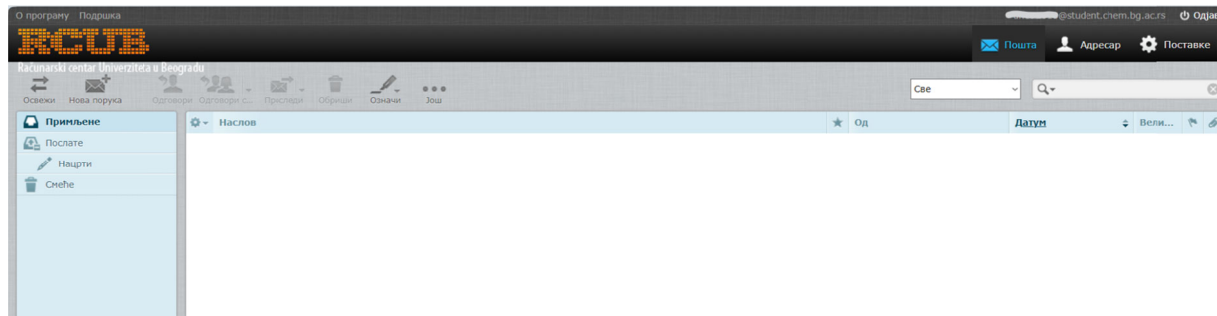 О програму Подршка @student.chem.bg.ac.rs Одјав
RCUB Пошта Адресар Поставке
Računarski centar Univerziteta u Beogradu
Освежи Нова порука Одговори Одговори с... Проследи Обриши Означи Још Све
Примљене Наслов Од Датум Вели...
Послате
Нацрти
Смеће